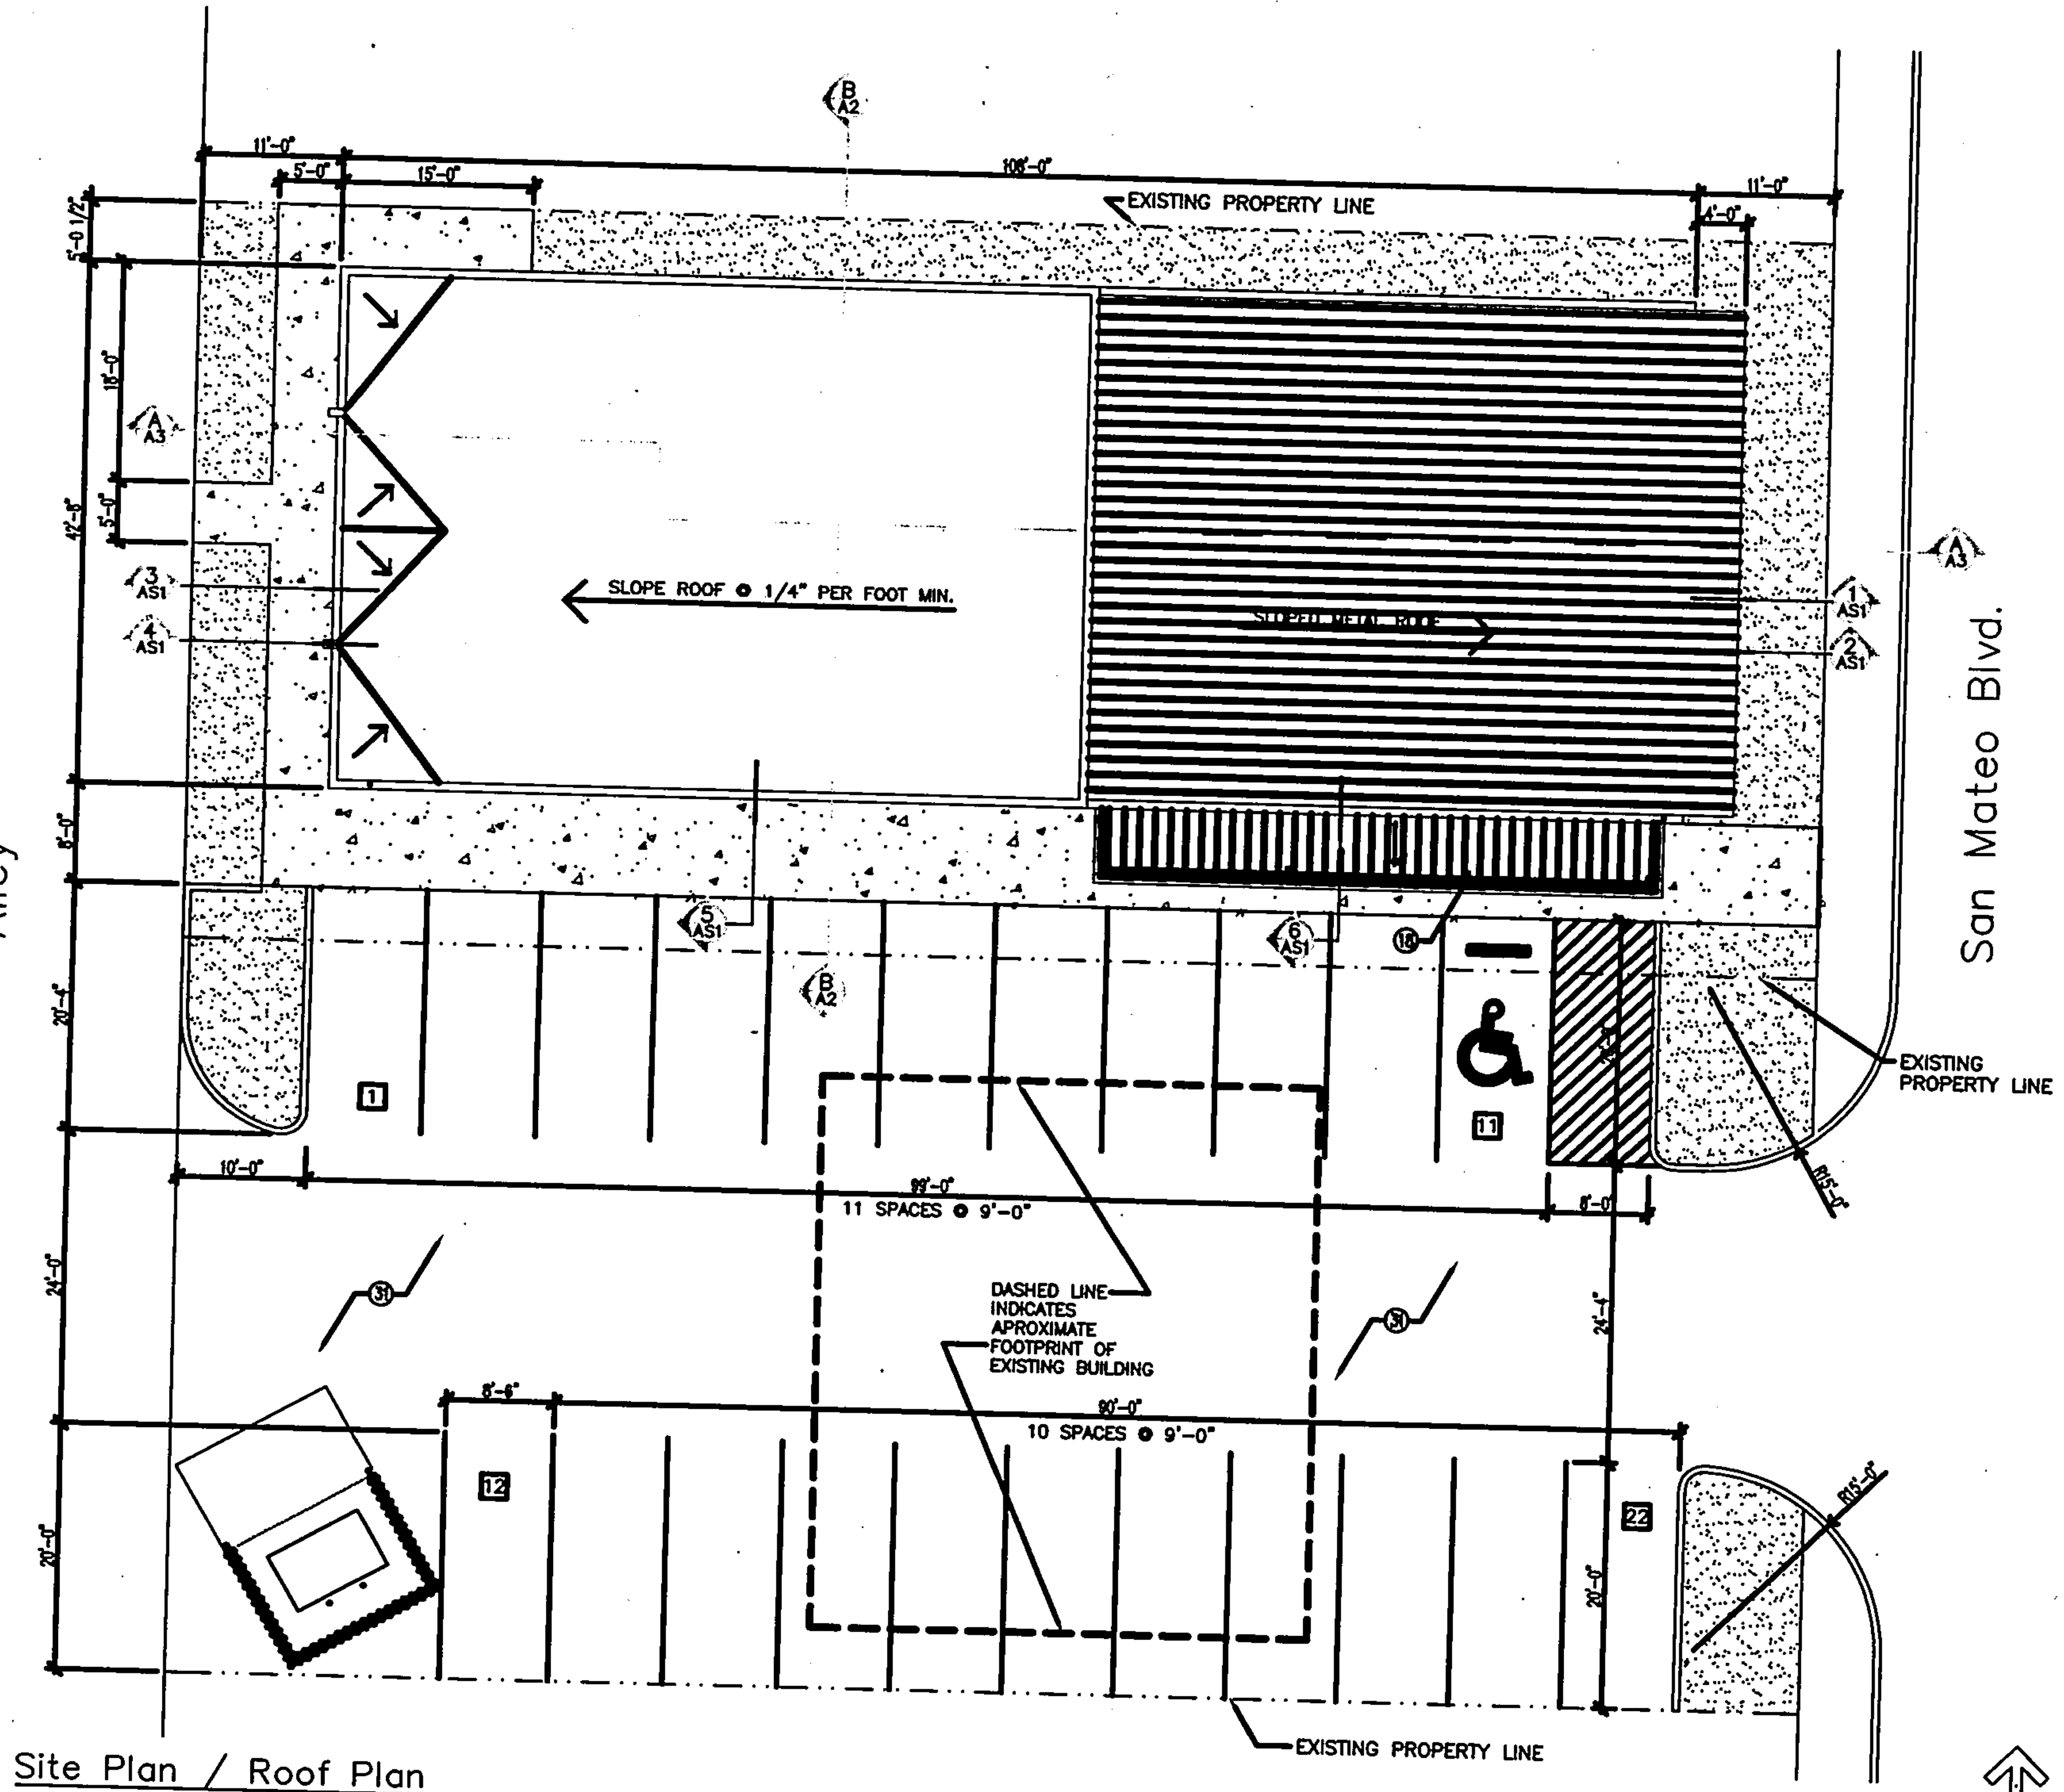 B
A2
11'-0"
108'-0"
11'-0"
5'-0"
15'-0"
4'-0"
EXISTING PROPERTY LINE
5'-0 1/2"
18'-0"
A
A3
5'-0"
42'-8"
A
A3
3
AS1
SLOPE ROOF @ 1/4" PER FOOT MIN.
1
AS1
4
AS1
SLOPED METAL ROOF
2
AS1
San Mateo Blvd.
8'-0"
Alley
5
AS1
6
AS1
18
B
A2
20'-4"
EXISTING
PROPERTY LINE
1
11
10'-0"
99'-0"
11 SPACES @ 9'-0"
8'-0"
R15'-0"
24'-0"
31
DASHED LINE
INDICATES
APROXIMATE
FOOTPRINT OF
EXISTING BUILDING
31
24'-4"
8'-6"
90'-0"
10 SPACES @ 9'-0"
12
22
R15'-0"
20'-0"
20'-0"
EXISTING PROPERTY LINE
Site Plan / Roof Plan